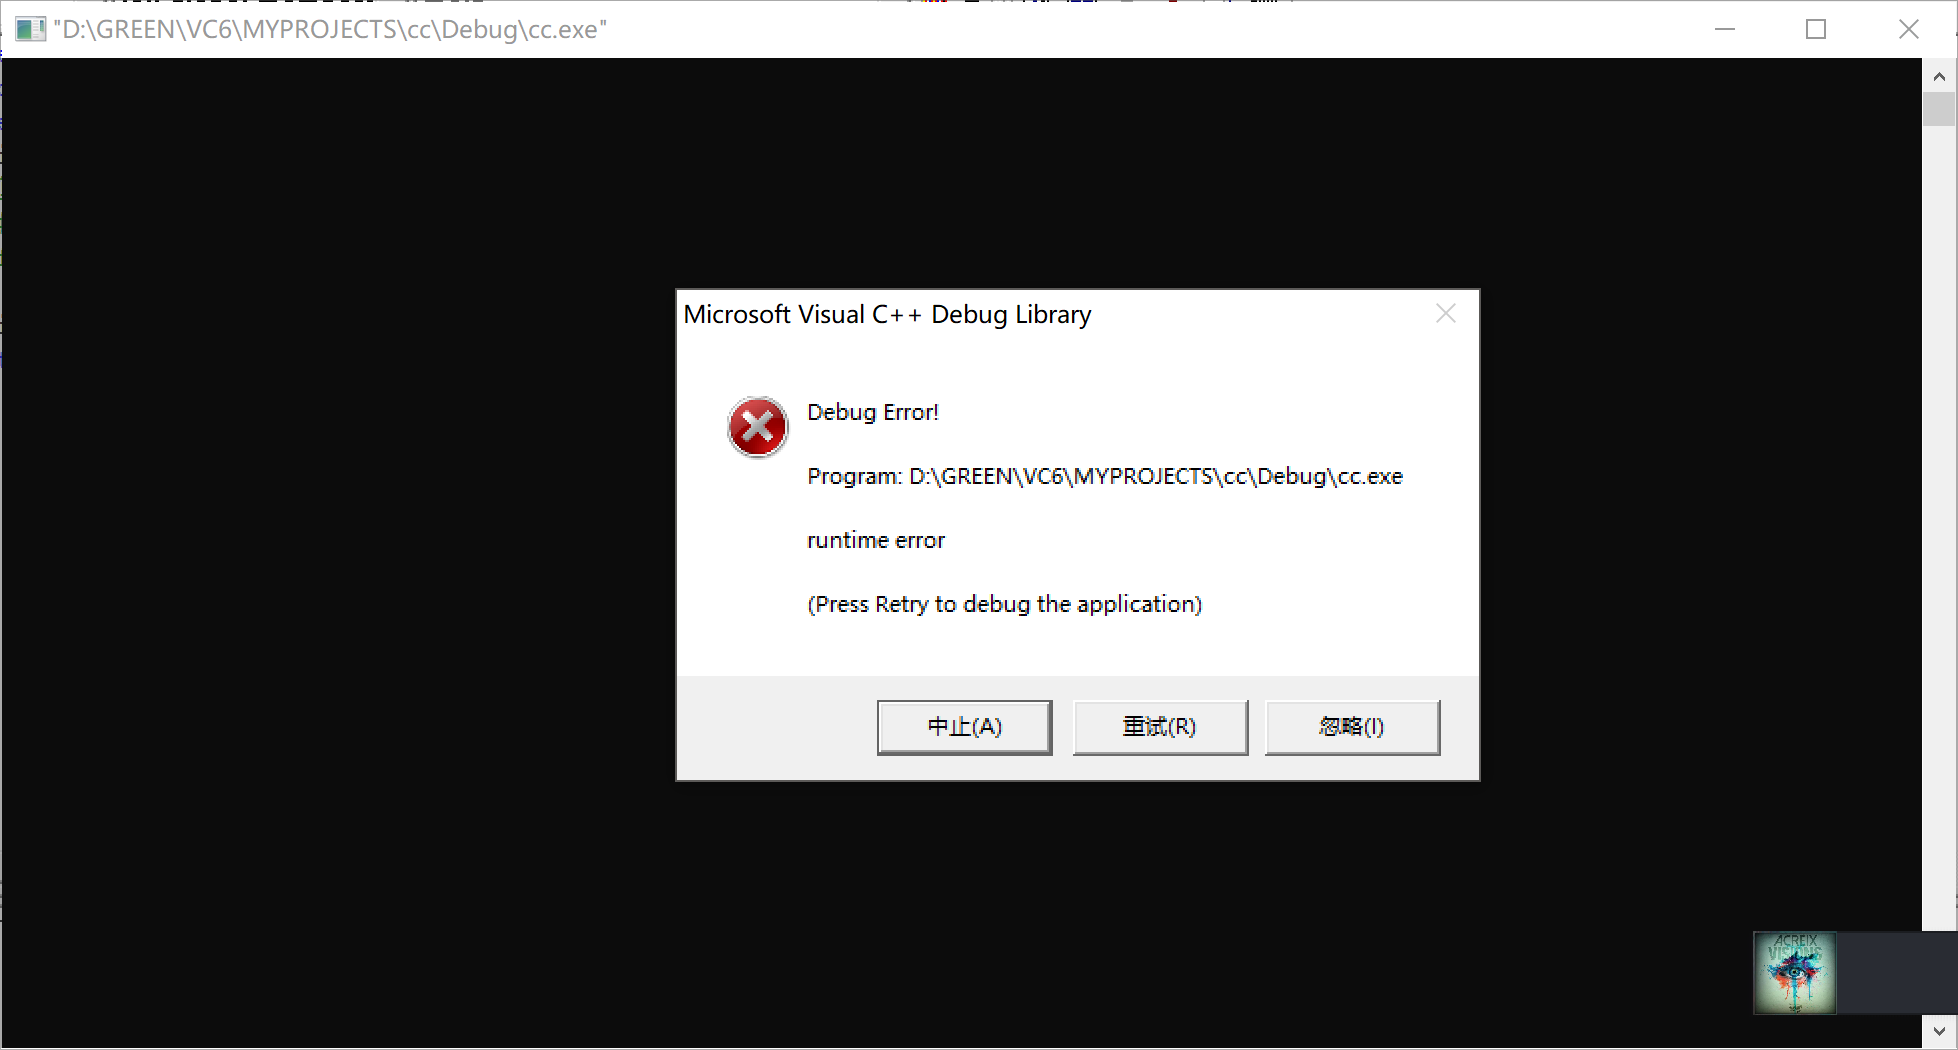 "D:\GREEN\VC6\MYPROJECTS\cc\Debug\cc.exe"
Microsoft Visual C++ Debug Library
Debug Error!
Program: D:\GREEN\VC6\MYPROJECTS\cc\Debug\cc.exe
runtime error
(Press Retry to debug the application)
中止(A)
重试(R)
忽略(I)
ACREIX
VISIONS